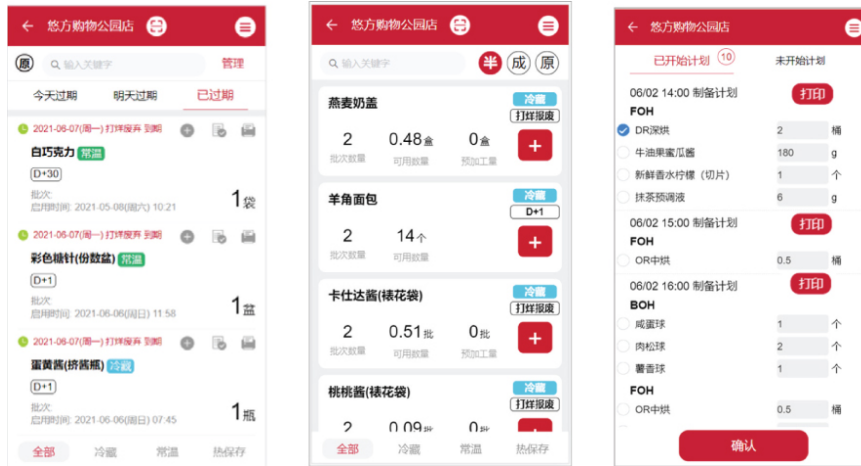 悠方购物公园店
原
输入关键字
管理
今天过期 明天过期 已过期
2021-06-07(周一) 打烊废弃 到期
白巧克力 常温
D+30
批次:
启用时间: 2021-05-08(周六) 10:21
1袋
2021-06-07(周一) 打烊废弃 到期
彩色糖针(份数盆) 常温
D+1
批次:
启用时间: 2021-06-06(周日) 11:58
1盆
2021-06-07(周一) 打烊废弃 到期
蛋黄酱(挤酱瓶) 冷藏
D+1
批次:
启用时间: 2021-06-06(周日) 07:45
1瓶
全部 冷藏 常温 热保存
悠方购物公园店
输入关键字
半 成 原
燕麦奶盖
冷藏
打烊报废
2 0.48盒 0盒
批次数量 可用数量 预加工量
羊角面包
冷藏
D+1
2 14个
批次数量 可用数量
卡仕达酱(裱花袋)
冷藏
打烊报废
2 0.51批 0批
批次数量 可用数量 预加工量
桃桃酱(裱花袋)
冷藏
打烊报废
2 0.09批 0批
全部 冷藏 常温 热保存
悠方购物公园店
已开始计划 10 未开始计划
06/02 14:00 制备计划 打印
FOH
DR深烘 2 桶
牛油果蜜瓜酱 180 g
新鲜香水柠檬（切片） 1 个
抹茶预调液 6 g
06/02 15:00 制备计划 打印
FOH
OR中烘 0.5 桶
06/02 16:00 制备计划 打印
BOH
咸蛋球 1 个
肉松球 2 个
薯香球 1 个
FOH
OR中烘 0.5 桶
确认